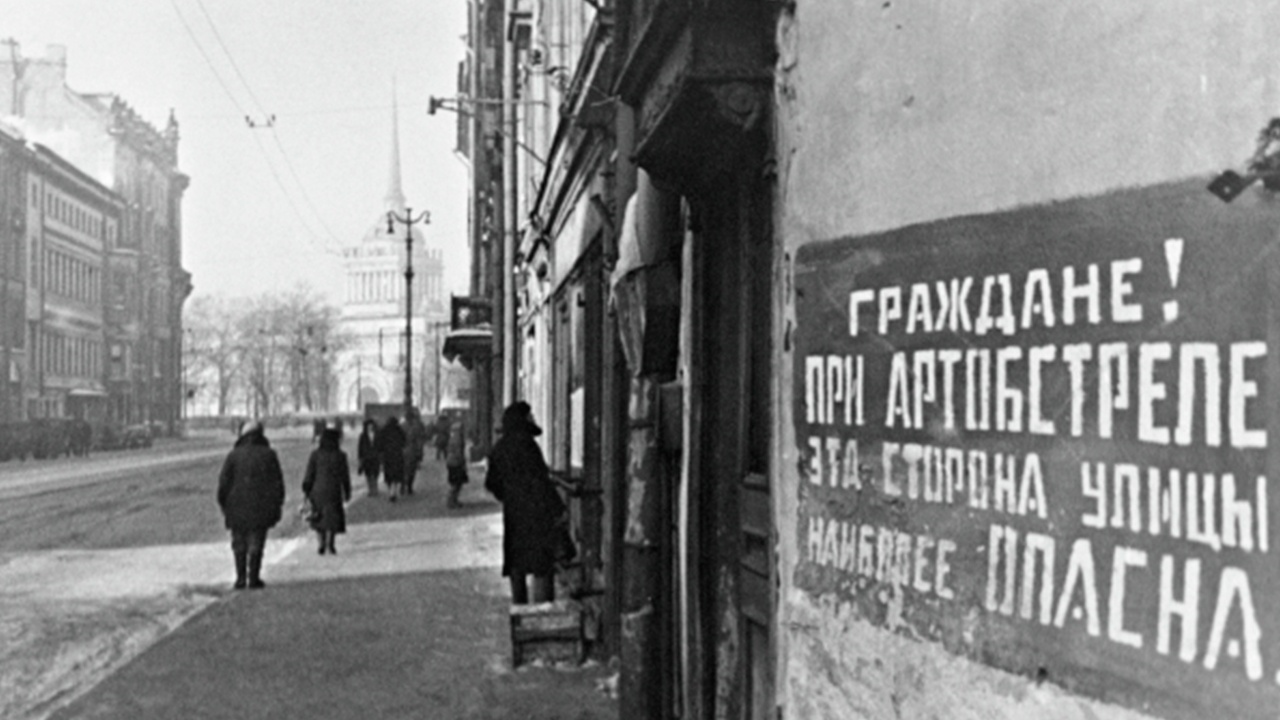 ГРАЖДАНЕ!
ПРИ АРТОБСТРЕЛЕ
ЭТА СТОРОНА УЛИЦЫ
НАИБОЛЕЕ ОПАСНА.